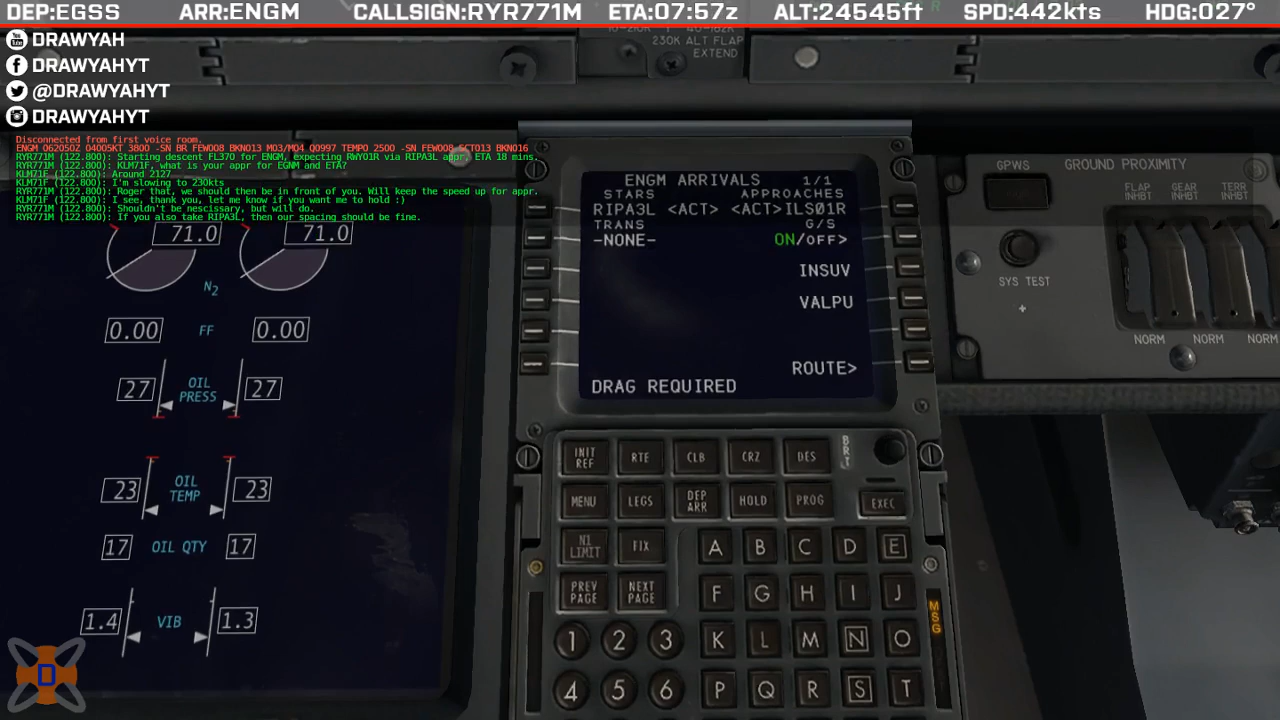 DEP:EGSS ARR:ENGM CALLSIGN:RYR771M ETA:07:57z ALT:24545ft SPD:442kts HDG:027°
DRAWYAH
DRAWYAHYT
@DRAWYAHYT
DRAWYAHYT
230K ALT FLAP
EXTEND
Disconnected from first voice room.
ENGM 062050Z 04005KT 3800 -SN BR FEW008 BKN013 M03/M04 Q0997 TEMPO 2500 -SN FEW008 SCT013 BKN016
RYR771M (122.800): Starting descent FL370 for ENGM, expecting RWY01R via RIPA3L appr. ETA 18 mins.
RYR771M (122.800): KLM71F, what is your appr for EGNM and ETA?
KLM71F (122.800): Around 2127
KLM71F (122.800): I'm slowing to 230kts
RYR771M (122.800): Roger that, we should then be in front of you. Will keep the speed up for appr.
KLM71F (122.800): I see, thank you, let me know if you want me to hold :)
RYR771M (122.800): Shouldn't be nescissary, but will do.
RYR771M (122.800): If you also take RIPA3L, then our spacing should be fine.
71.0 71.0
N2
0.00 FF 0.00
27 OIL PRESS 27
23 OIL TEMP 23
17 OIL QTY 17
1.4 VIB 1.3
D
ENGM ARRIVALS 1/1
STARS APPROACHES
RIPA3L <ACT> <ACT>ILS01R
TRANS G/S
-NONE- ON/OFF>
INSUV
VALPU
ROUTE>
DRAG REQUIRED
GPWS GROUND PROXIMITY
FLAP INHBT GEAR INHBT TERR INHBT
SYS TEST
NORM NORM NORM
INIT REF RTE CLB CRZ DES BRT
MENU LEGS DEP ARR HOLD PROG EXEC
N1 LIMIT FIX A B C D E
PREV PAGE NEXT PAGE F G H I J
MSG
1 2 3 K L M N O
4 5 6 P Q R S T